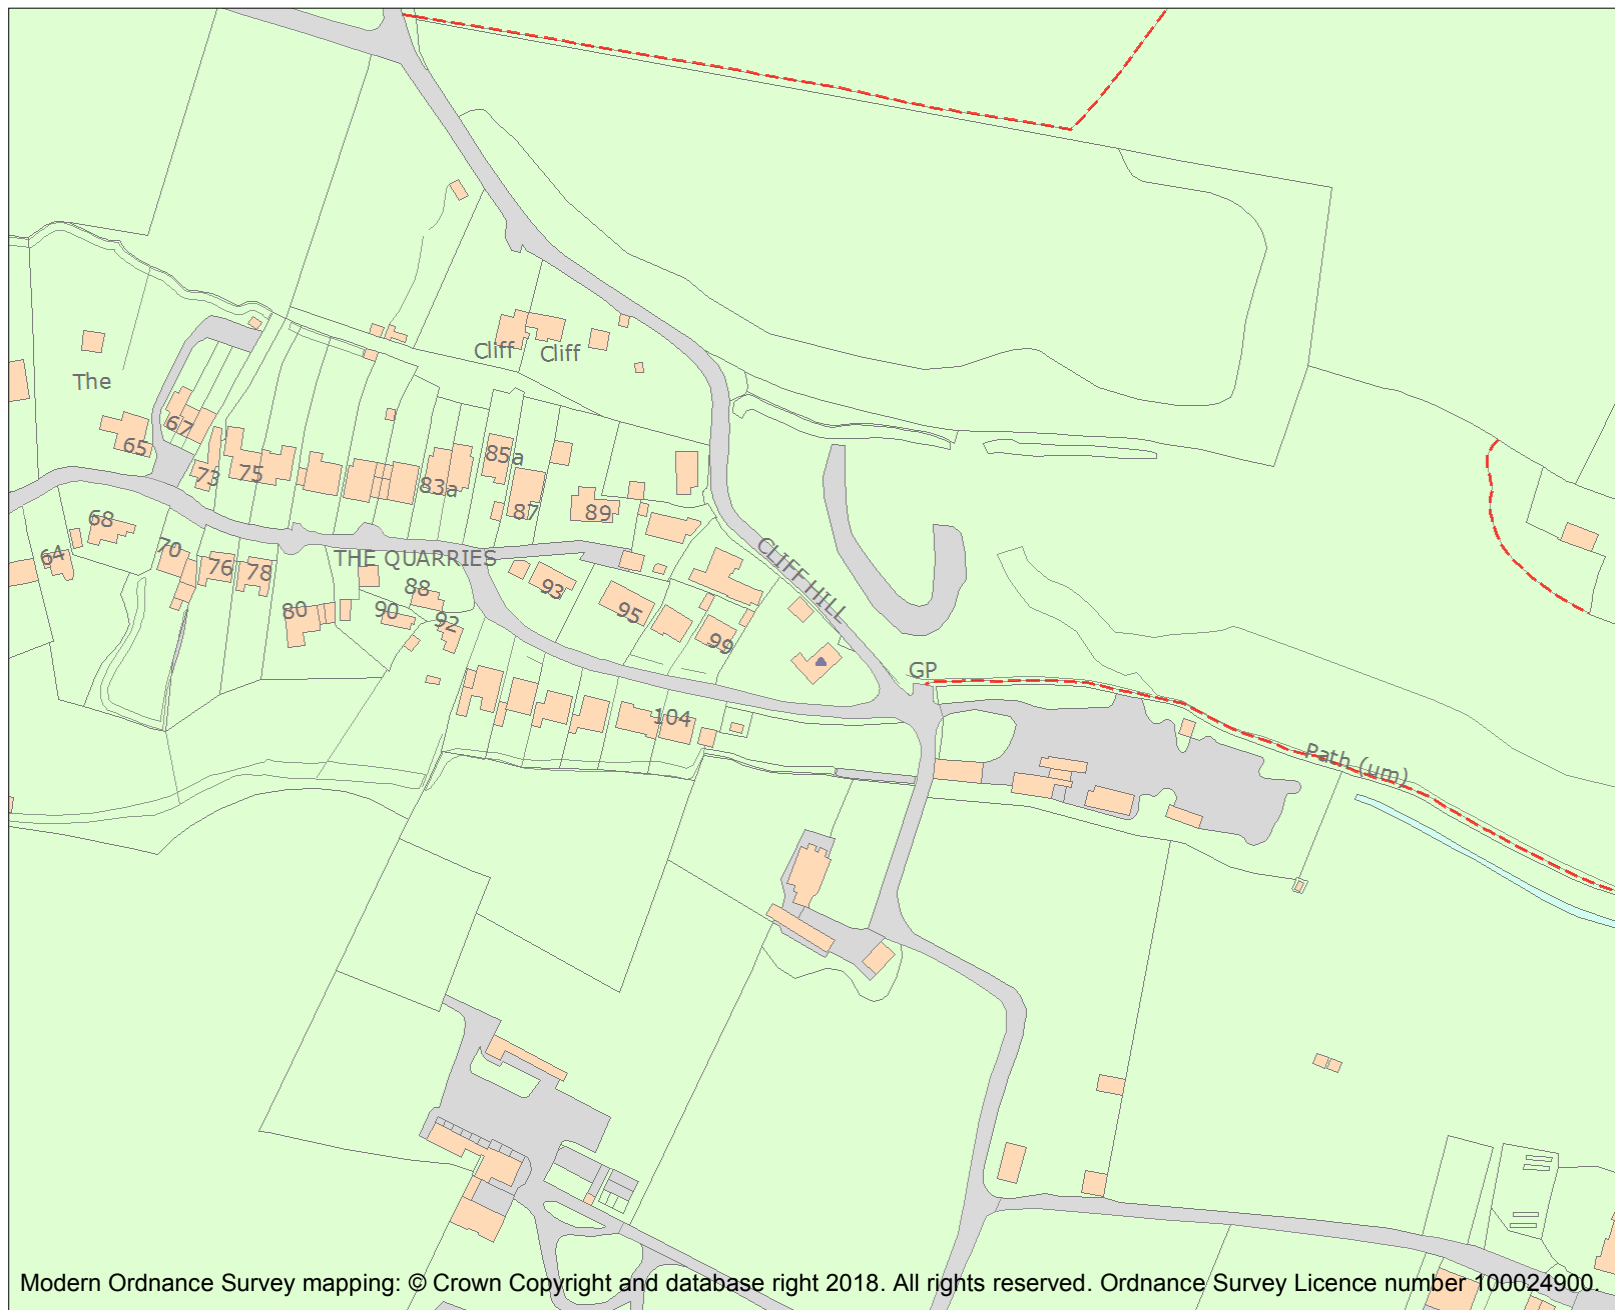 Cliff
Cliff
The
67
65
73
75
83a
85a
87
89
68
64
70
76
78
THE QUARRIES
80
88
90
92
93
95
99
CLIFF HILL
GP
104
Path (um)
Modern Ordnance Survey mapping: © Crown Copyright and database right 2018. All rights reserved. Ordnance Survey Licence number 100024900.